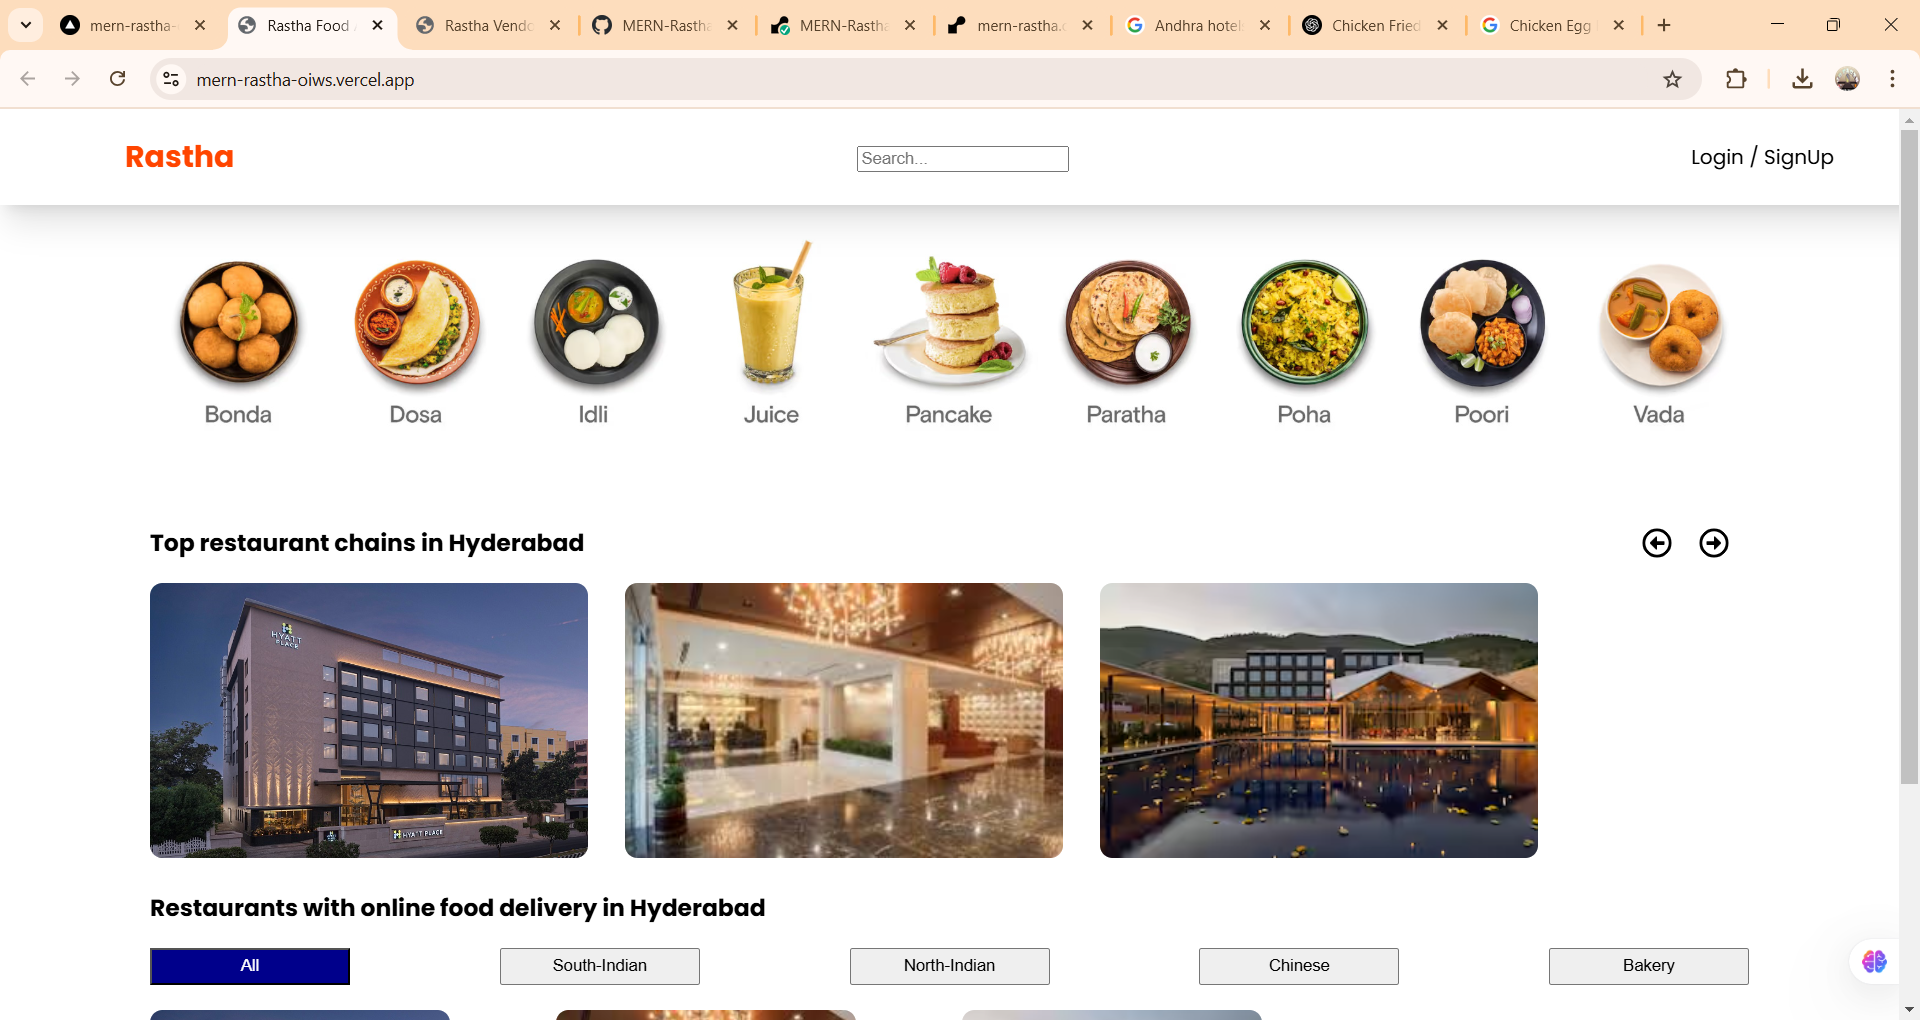 mern-rastha-
Rastha Food A
Rastha Vendo
MERN-Rastha
MERN-Rastha
mern-rastha.o
Andhra hotel
Chicken Fried
Chicken Egg
mern-rastha-oiws.vercel.app
Rastha
Search...
Login / SignUp
Bonda
Dosa
Idli
Juice
Pancake
Paratha
Poha
Poori
Vada
Top restaurant chains in Hyderabad
HYATT
PLACE
HYATT PLACE
Restaurants with online food delivery in Hyderabad
All
South-Indian
North-Indian
Chinese
Bakery